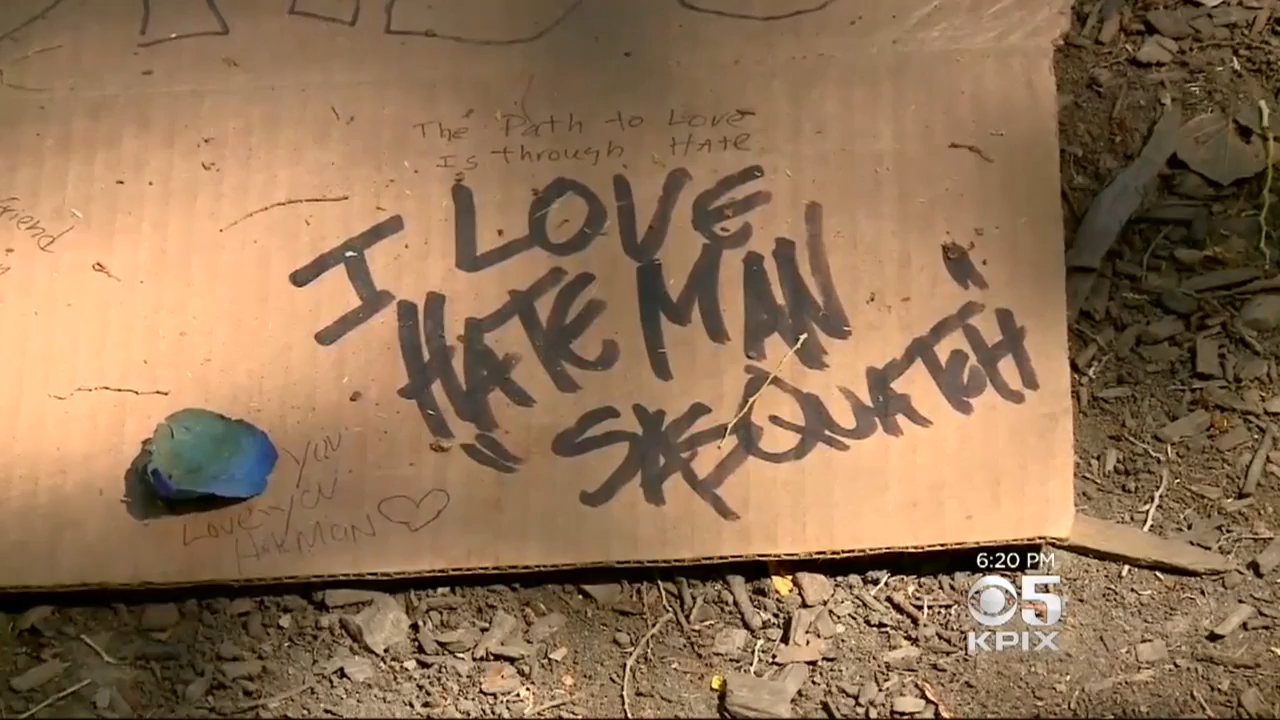 The Path to Love
Is through Hate
I LOVE
HATE MAN
friend
YOU
Love YOU
HateMAN
6:20 PM
5
KPIX